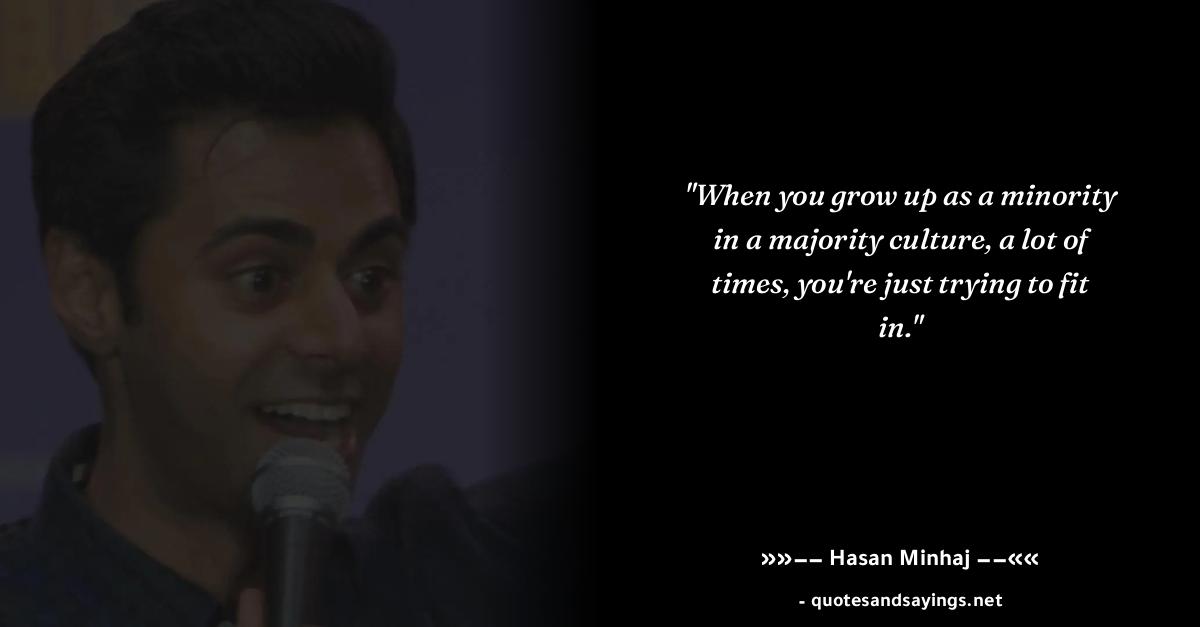 "When you grow up as a minority
in a majority culture, a lot of
times, you're just trying to fit
in."
»»−− Hasan Minhaj −−««
- quotesandsayings.net